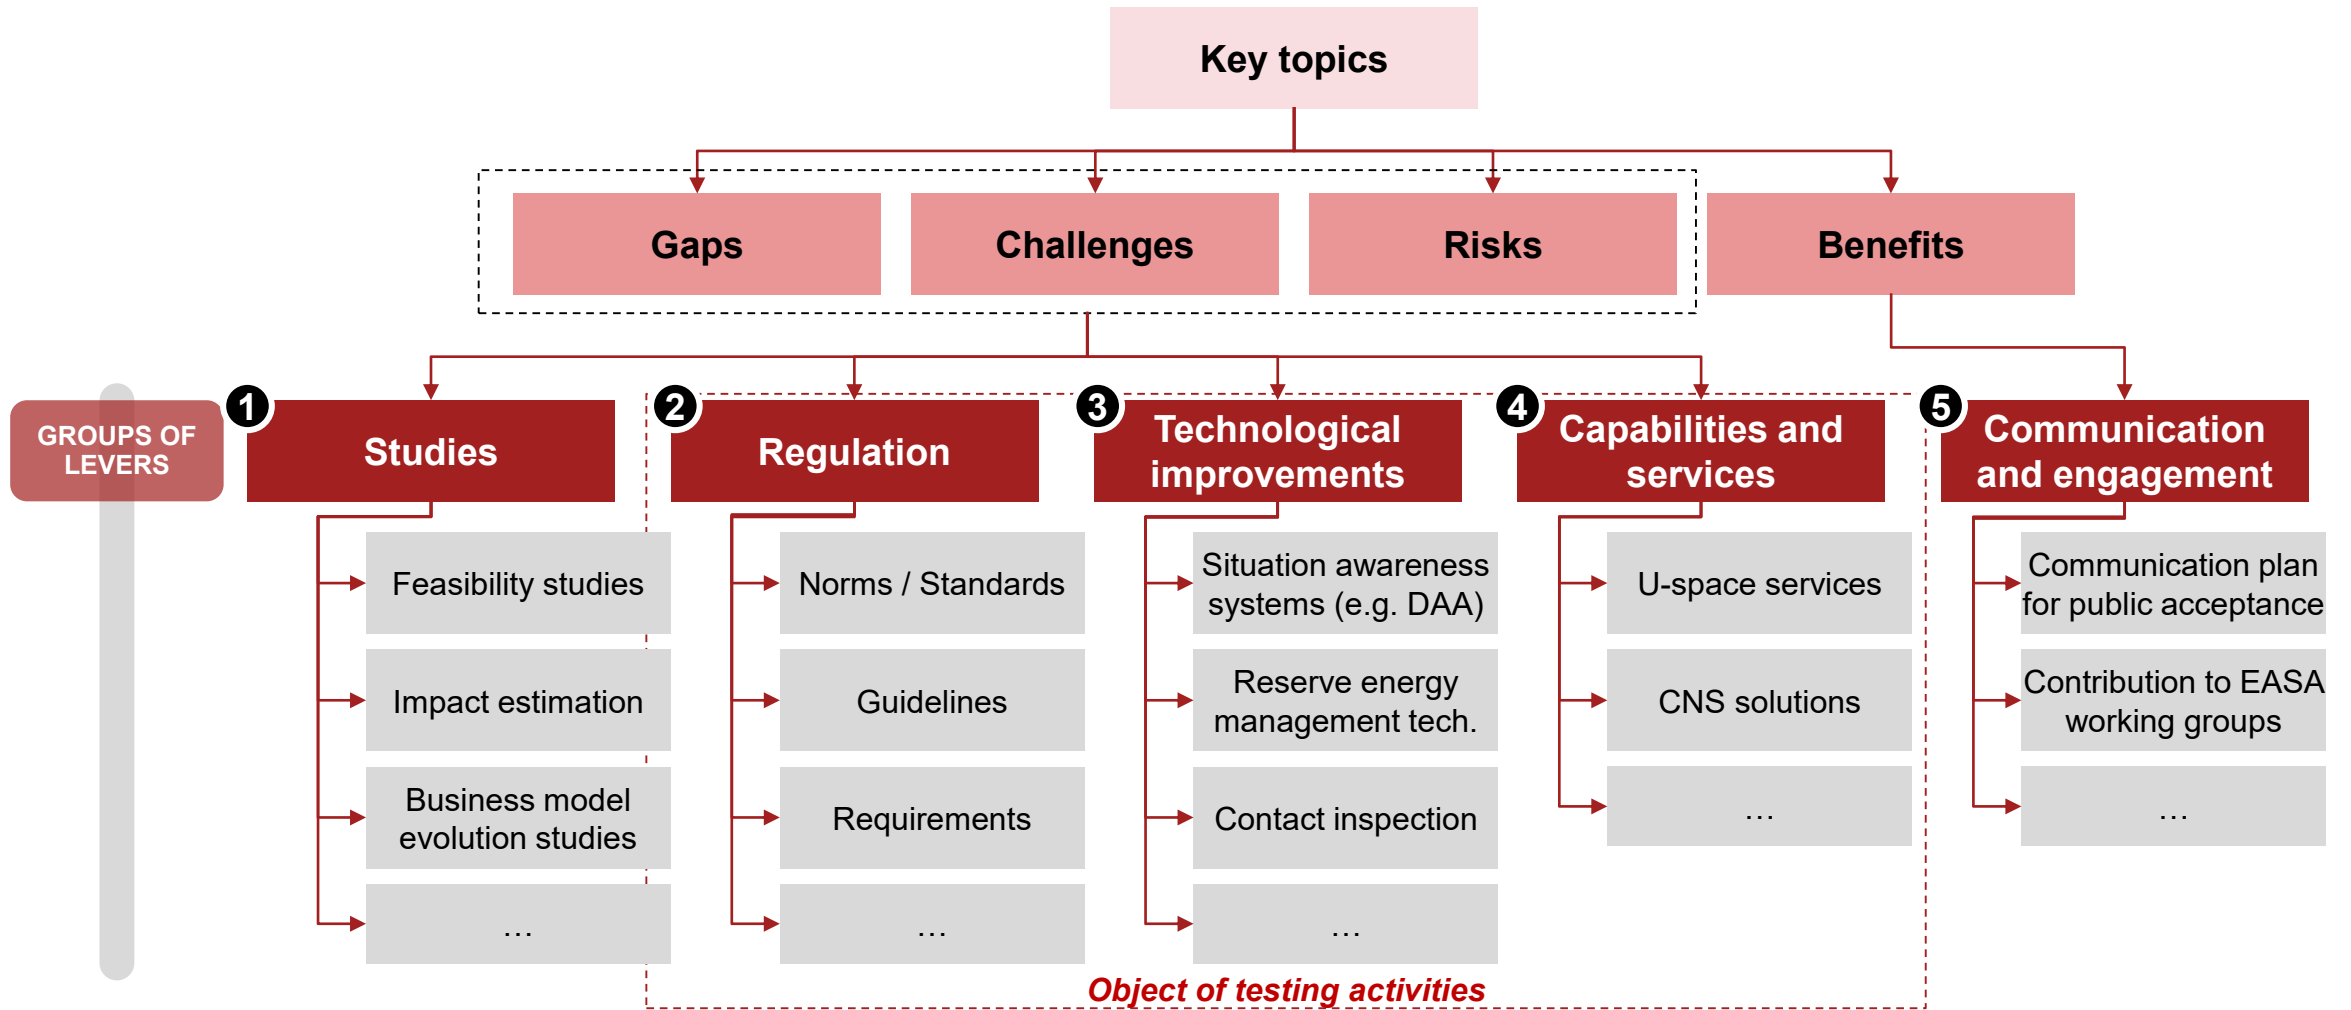 Key topics
Gaps
Challenges
Risks
Benefits
GROUPS OF
LEVERS
1
Studies
2
Regulation
3
Technological
improvements
4
Capabilities and
services
5
Communication
and engagement
Feasibility studies
Impact estimation
Business model
evolution studies
...
Norms / Standards
Guidelines
Requirements
...
Situation awareness
systems (e.g. DAA)
Reserve energy
management tech.
Contact inspection
...
U-space services
CNS solutions
...
Communication plan
for public acceptance
Contribution to EASA
working groups
...
Object of testing activities